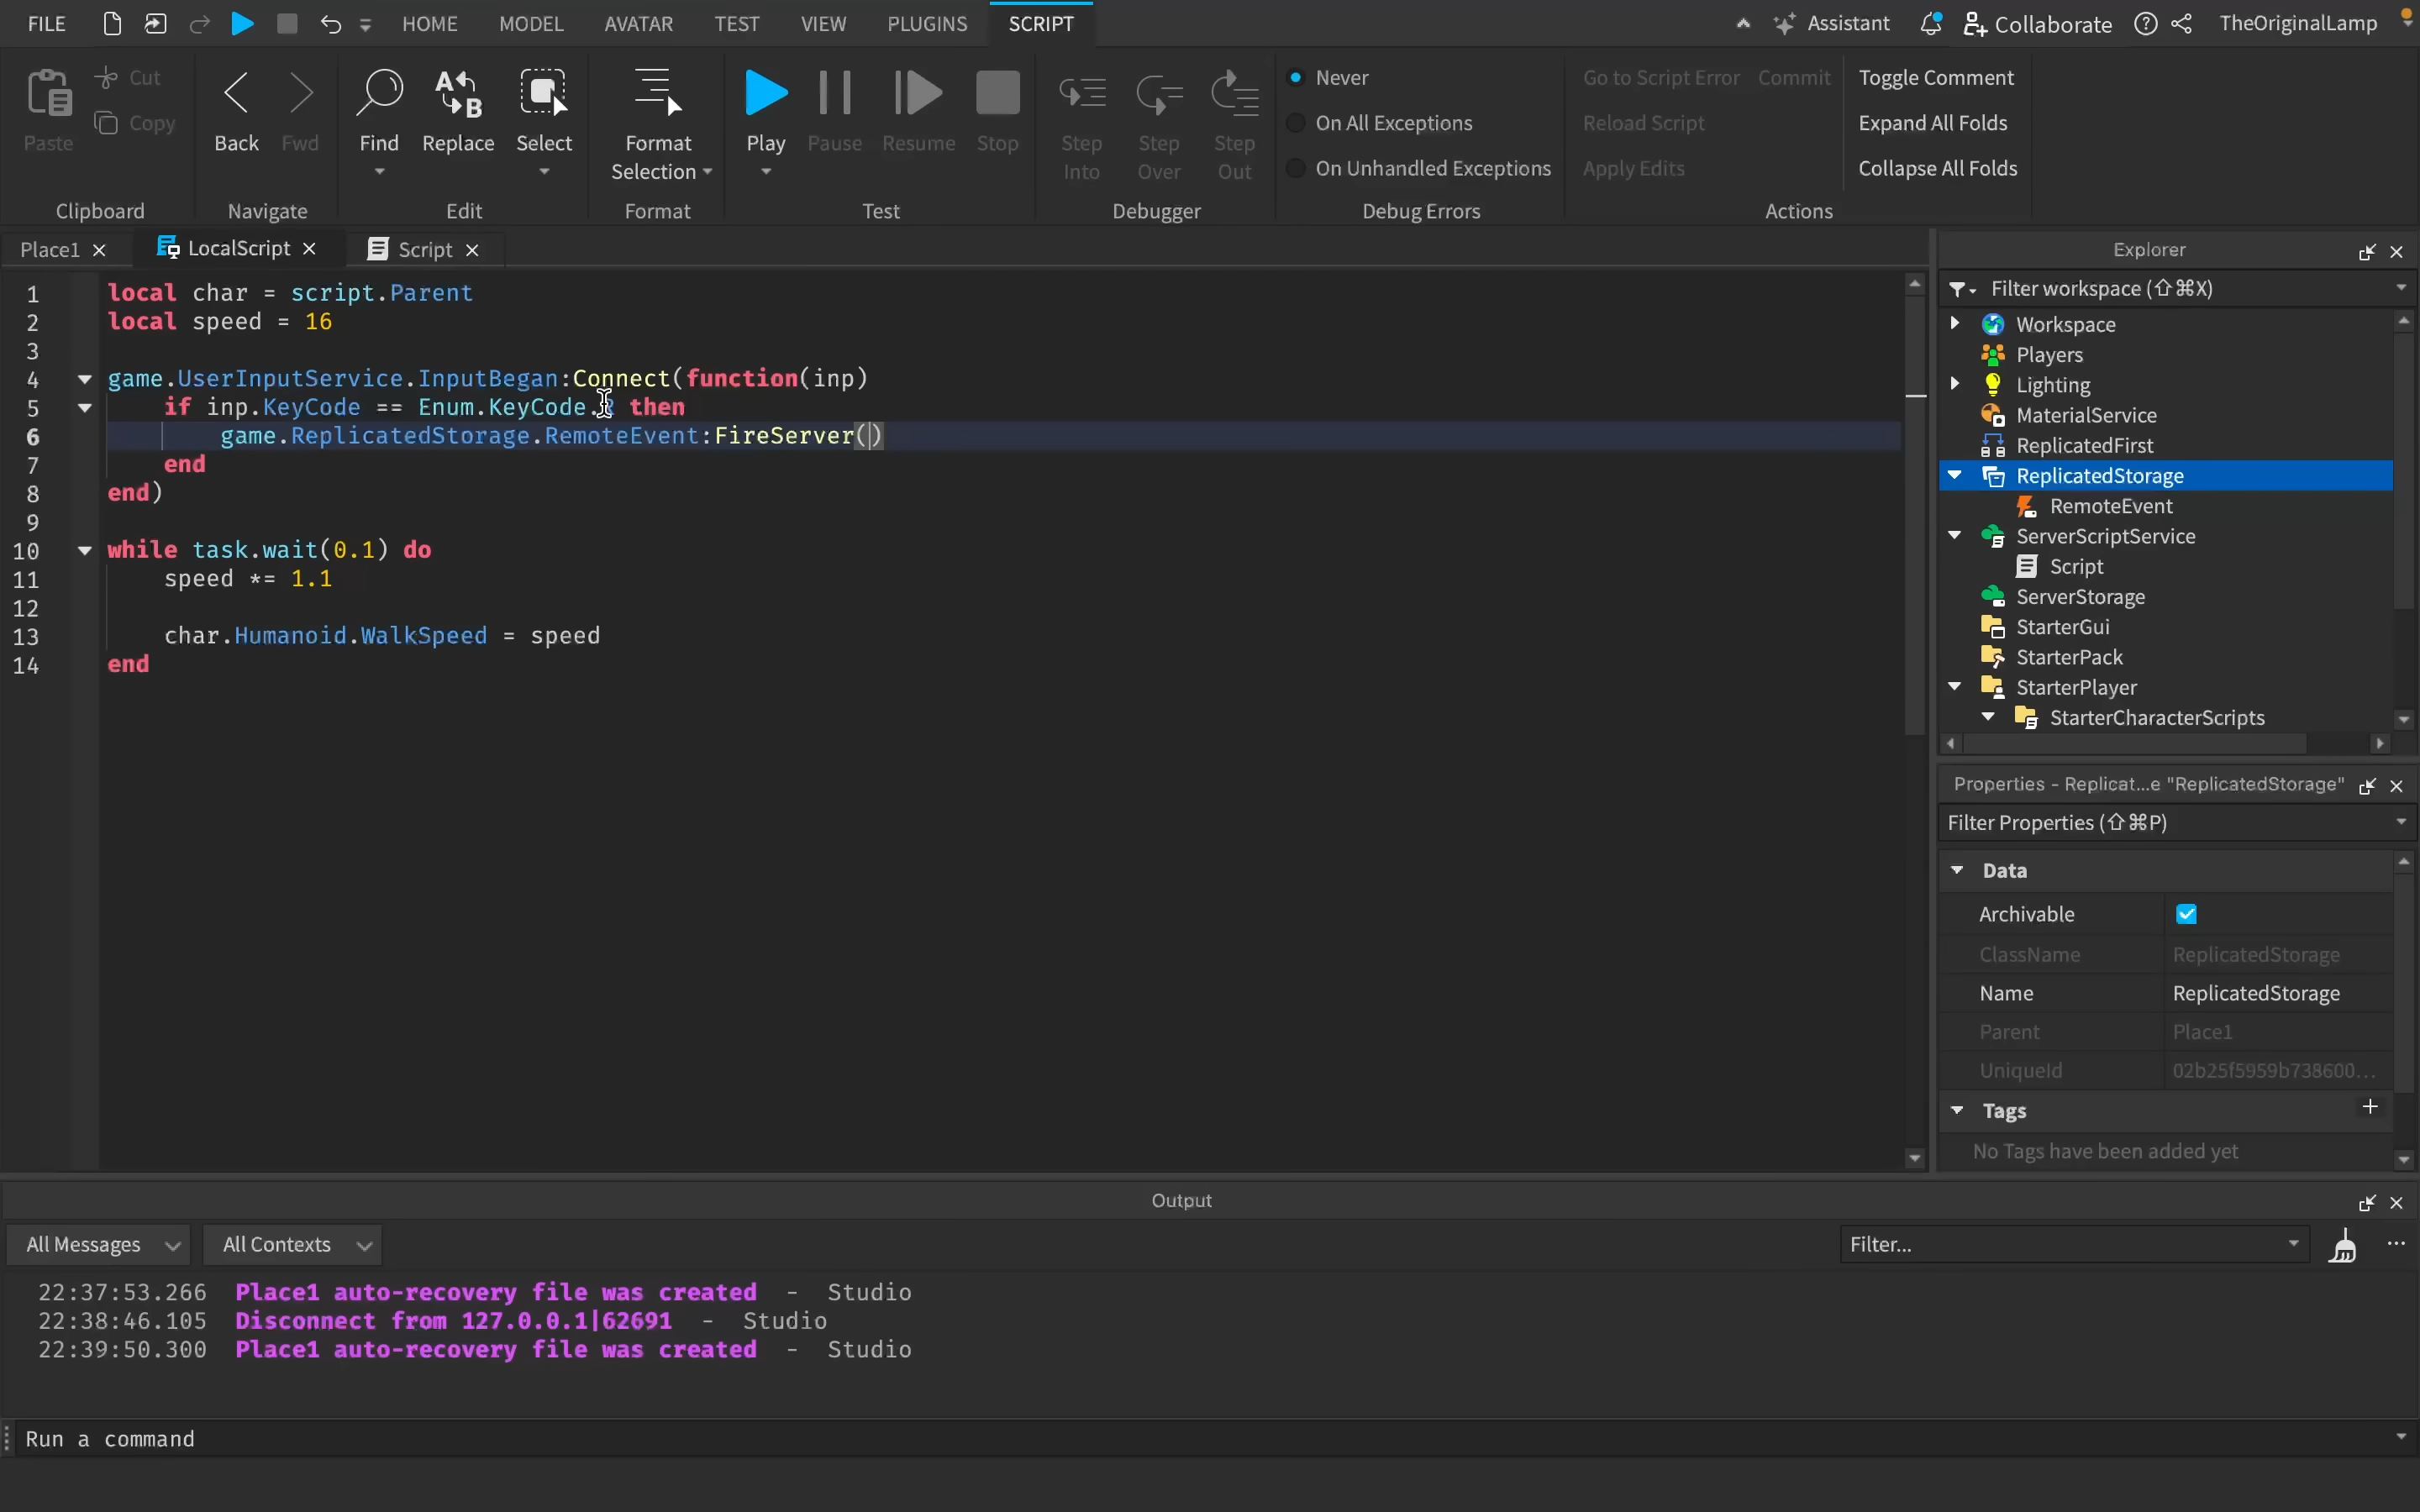 FILE HOME MODEL AVATAR TEST VIEW PLUGINS SCRIPT Assistant Collaborate TheOriginalLamp
Paste Cut Copy
Back Fwd
Find Replace Select
Format Selection
Play Pause Resume Stop
Step Into Step Over Step Out
Never
On All Exceptions
On Unhandled Exceptions
Go to Script Error Commit
Reload Script
Apply Edits
Toggle Comment
Expand All Folds
Collapse All Folds
Clipboard Navigate Edit Format Test Debugger Debug Errors Actions
Place1 LocalScript Script
1 local char = script.Parent
2 local speed = 16
3
4 game.UserInputService.InputBegan:Connect(function(inp)
5 if inp.KeyCode == Enum.KeyCode. then
6 game.ReplicatedStorage.RemoteEvent:FireServer()
7 end
8 end)
9
10 while task.wait(0.1) do
11 speed *= 1.1
12
13 char.Humanoid.WalkSpeed = speed
14 end
Explorer
Filter workspace (⇧⌘X)
Workspace
Players
Lighting
MaterialService
ReplicatedFirst
ReplicatedStorage
RemoteEvent
ServerScriptService
Script
ServerStorage
StarterGui
StarterPack
StarterPlayer
StarterCharacterScripts
Properties - Replicat...e "ReplicatedStorage"
Filter Properties (⇧⌘P)
Data
Archivable
ClassName ReplicatedStorage
Name ReplicatedStorage
Parent Place1
UniqueId 02b25f5959b738600...
Tags +
No Tags have been added yet
Output
All Messages All Contexts Filter...
22:37:53.266 Place1 auto-recovery file was created - Studio
22:38:46.105 Disconnect from 127.0.0.1|62691 - Studio
22:39:50.300 Place1 auto-recovery file was created - Studio
Run a command